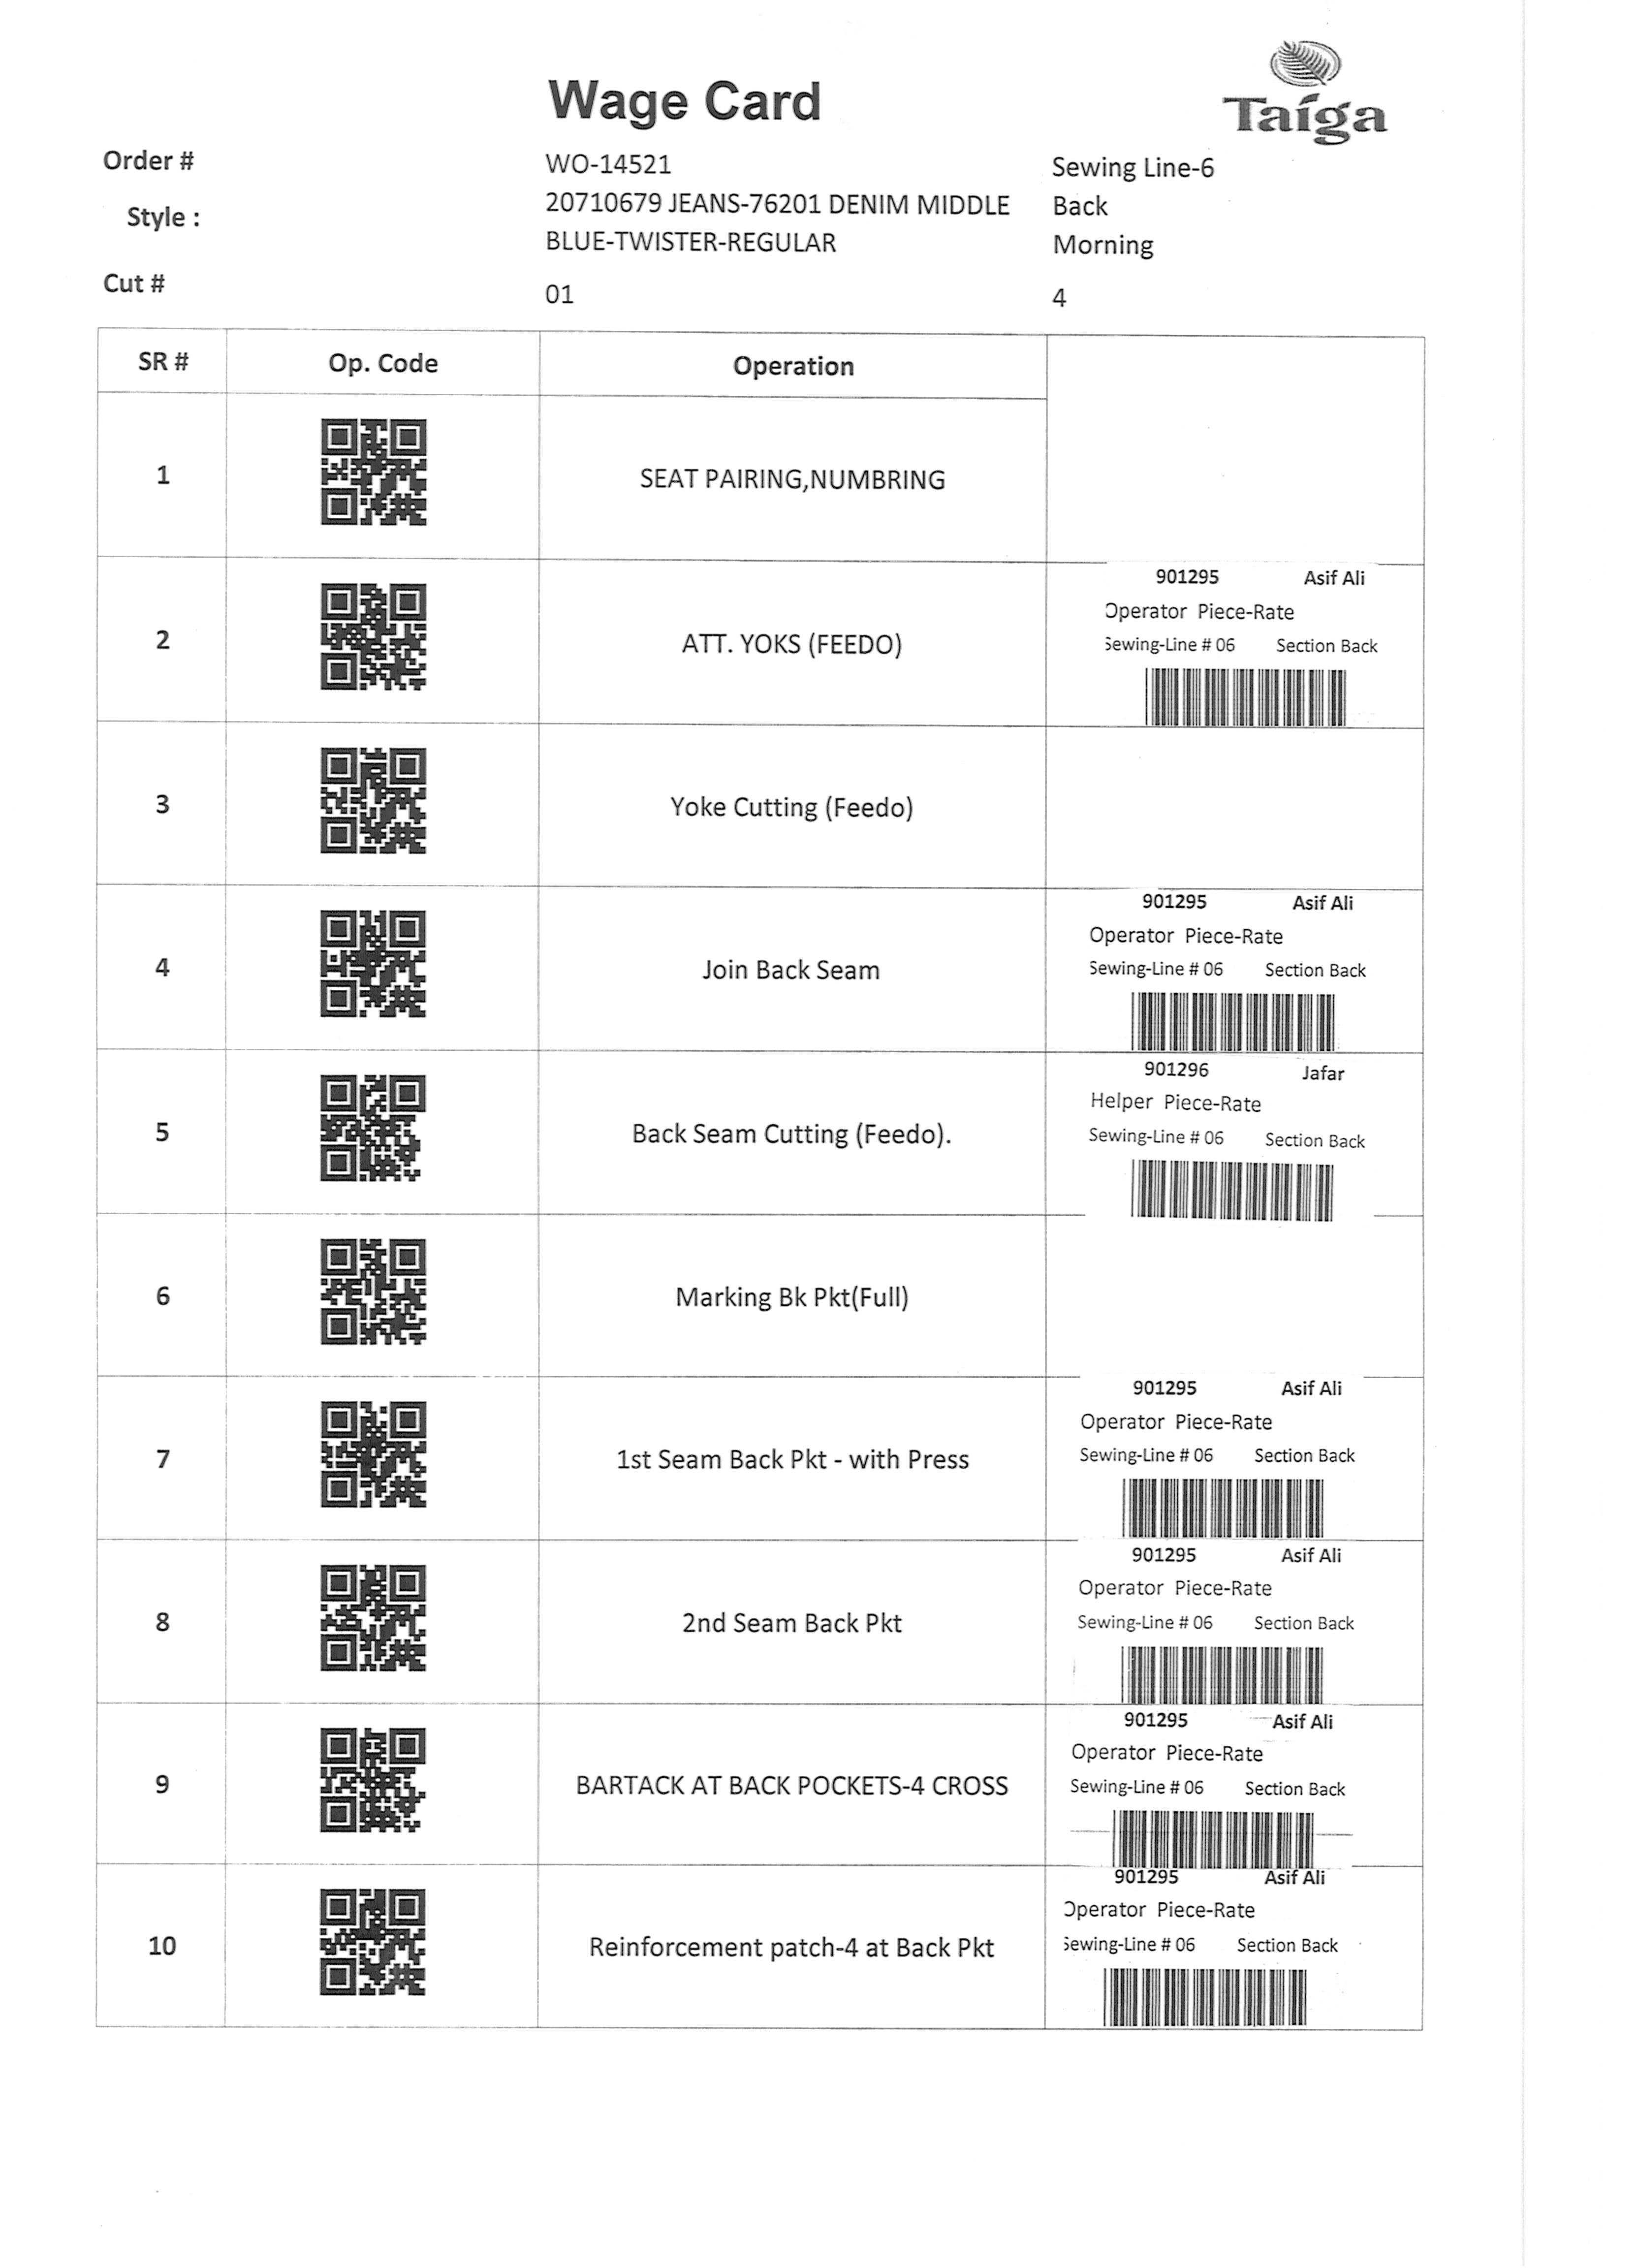 Taiga
Wage Card
Order # WO-14521 Sewing Line-6
Style : 20710679 JEANS-76201 DENIM MIDDLE Back
BLUE-TWISTER-REGULAR Morning
Cut # 01 4
SR # Op. Code Operation
1 SEAT PAIRING,NUMBRING
901295 Asif Ali
Operator Piece-Rate
2 ATT. YOKS (FEEDO) Sewing-Line # 06 Section Back
3 Yoke Cutting (Feedo)
901295 Asif Ali
Operator Piece-Rate
4 Join Back Seam Sewing-Line # 06 Section Back
901296 Jafar
Helper Piece-Rate
5 Back Seam Cutting (Feedo). Sewing-Line # 06 Section Back
6 Marking Bk Pkt(Full)
901295 Asif Ali
Operator Piece-Rate
7 1st Seam Back Pkt - with Press Sewing-Line # 06 Section Back
901295 Asif Ali
Operator Piece-Rate
8 2nd Seam Back Pkt Sewing-Line # 06 Section Back
901295 Asif Ali
Operator Piece-Rate
9 BARTACK AT BACK POCKETS-4 CROSS Sewing-Line # 06 Section Back
901295 Asif Ali
Operator Piece-Rate
10 Reinforcement patch-4 at Back Pkt Sewing-Line # 06 Section Back